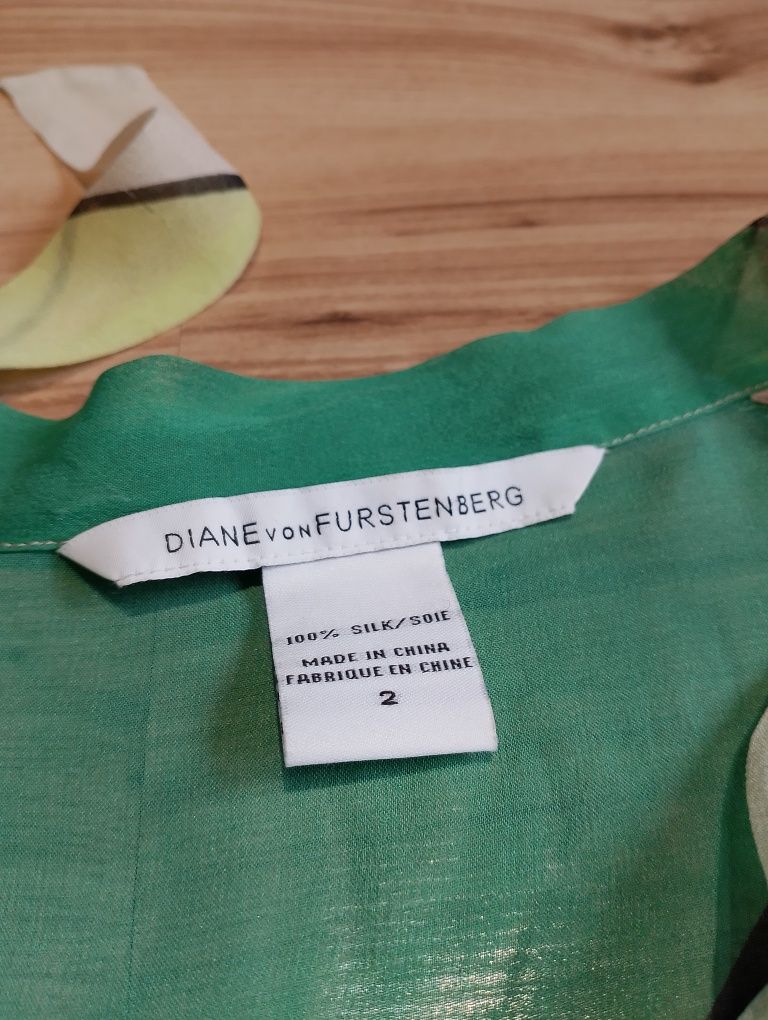 DIANE VON FURSTENBERG
100% SILK/SOIE
MADE IN CHINA
FABRIQUE EN CHINE
2